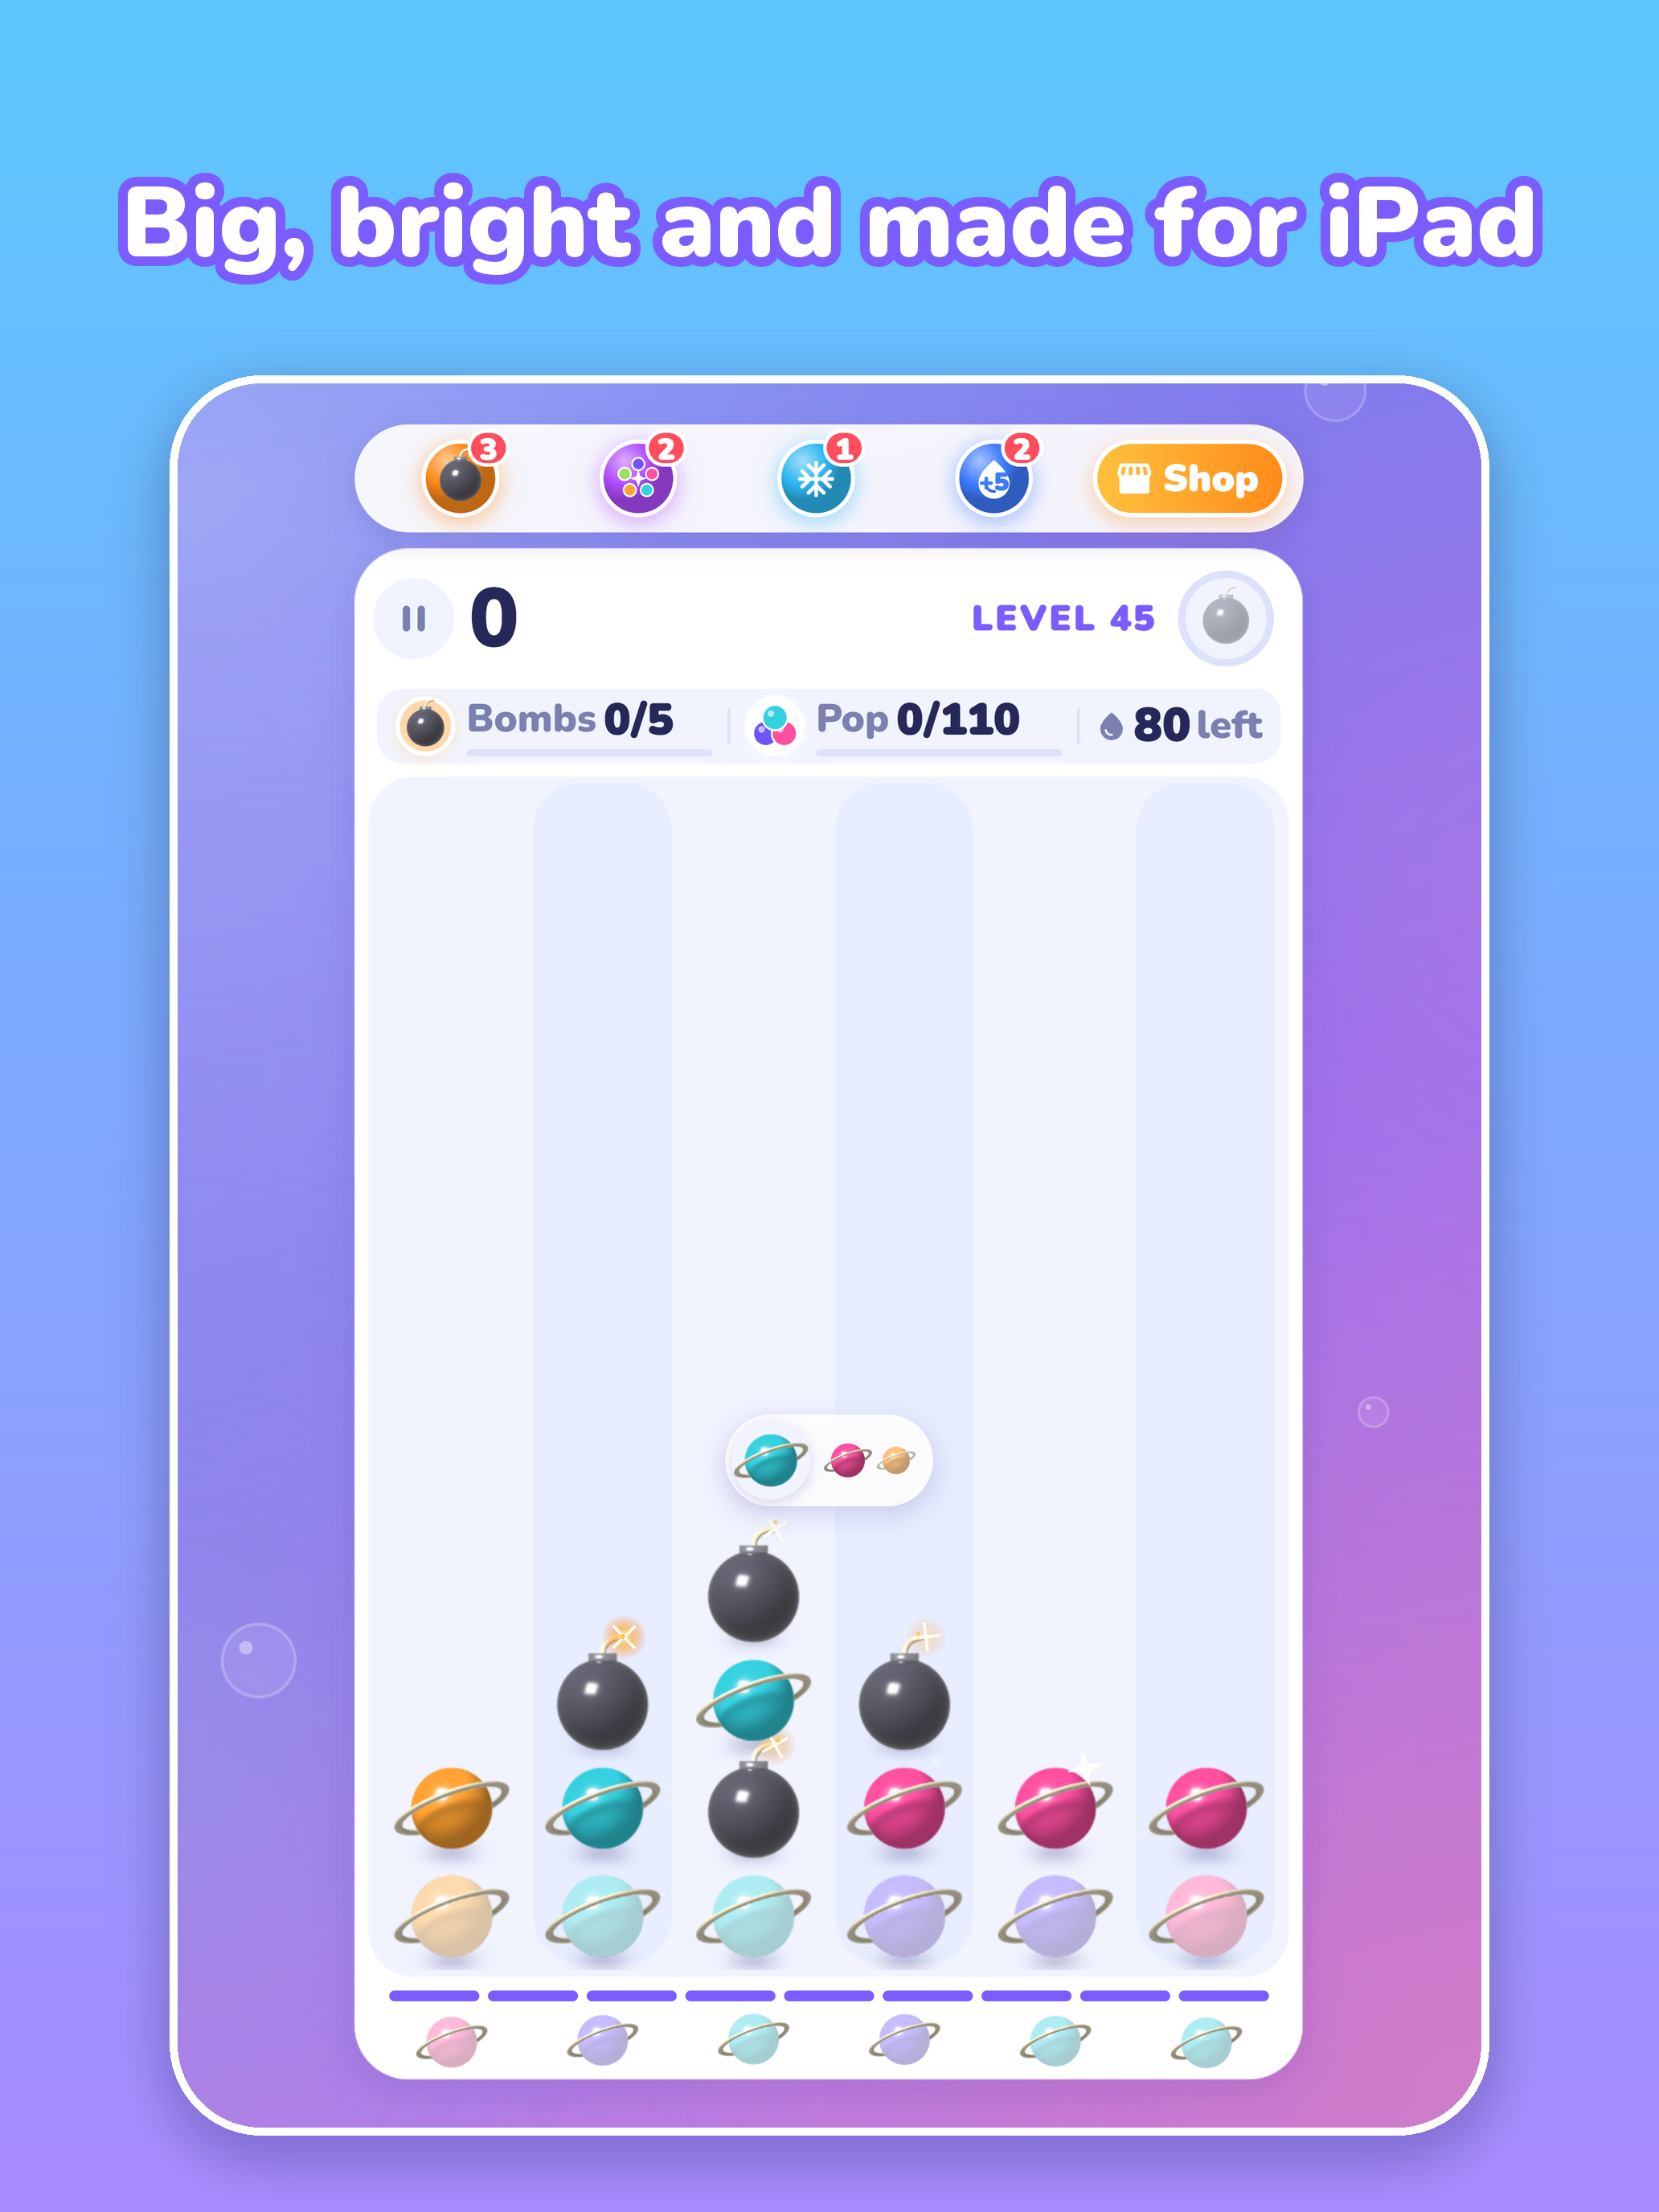 Big, bright and made for iPad
3 2 1 2
+5 Shop
0 LEVEL 45
Bombs 0/5 Pop 0/110 80 left